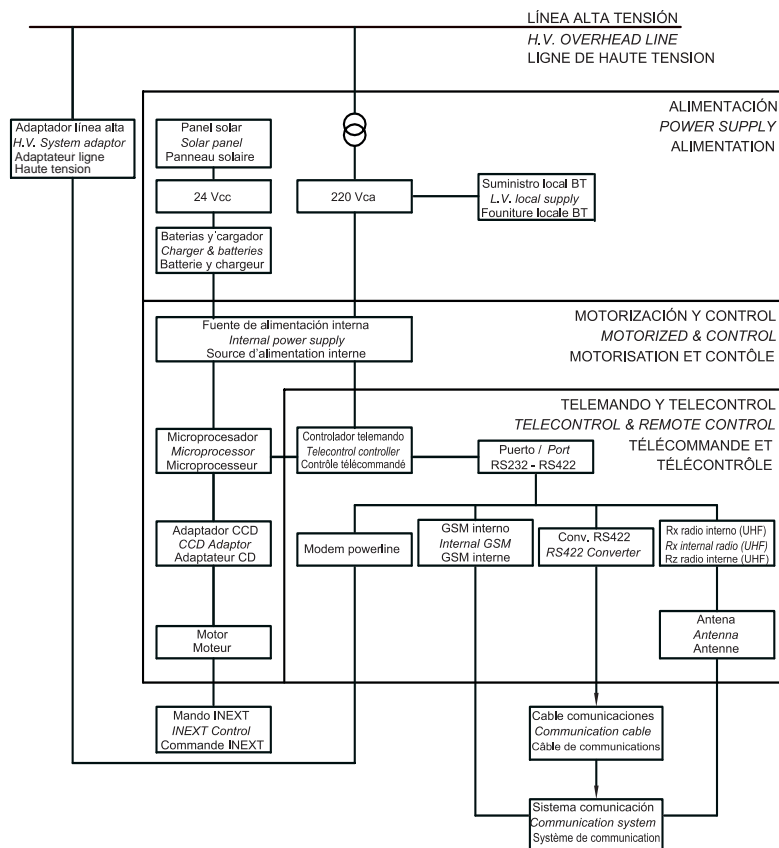 LÍNEA ALTA TENSIÓN
H.V. OVERHEAD LINE
LIGNE DE HAUTE TENSION
Adaptador línea alta
H.V. System adaptor
Adaptateur ligne
Haute tension
Panel solar
Solar panel
Panneau solaire
ALIMENTACIÓN
POWER SUPPLY
ALIMENTATION
24 Vcc
220 Vca
Suministro local BT
L.V. local supply
Founiture locale BT
Baterias y'cargador
Charger & batteries
Batterie y chargeur
Fuente de alimentación interna
Internal power supply
Source d'alimentation interne
MOTORIZACIÓN Y CONTROL
MOTORIZED & CONTROL
MOTORISATION ET CONTÔLE
TELEMANDO Y TELECONTROL
TELECONTROL & REMOTE CONTROL
TÉLÉCOMMANDE ET
TÉLÉCONTRÔLE
Microprocesador
Microprocessor
Microprocesseur
Controlador telemando
Telecontrol controller
Contrôle télécommandé
Puerto / Port
RS232 - RS422
Adaptador CCD
CCD Adaptor
Adaptateur CD
Modem powerline
GSM interno
Internal GSM
GSM interne
Conv. RS422
RS422 Converter
Rx radio interno (UHF)
Rx internal radio (UHF)
Rz radio interne (UHF)
Motor
Moteur
Antena
Antenna
Antenne
Mando INEXT
INEXT Control
Commande INEXT
Cable comunicaciones
Communication cable
Câble de communications
Sistema comunicación
Communication system
Système de communication